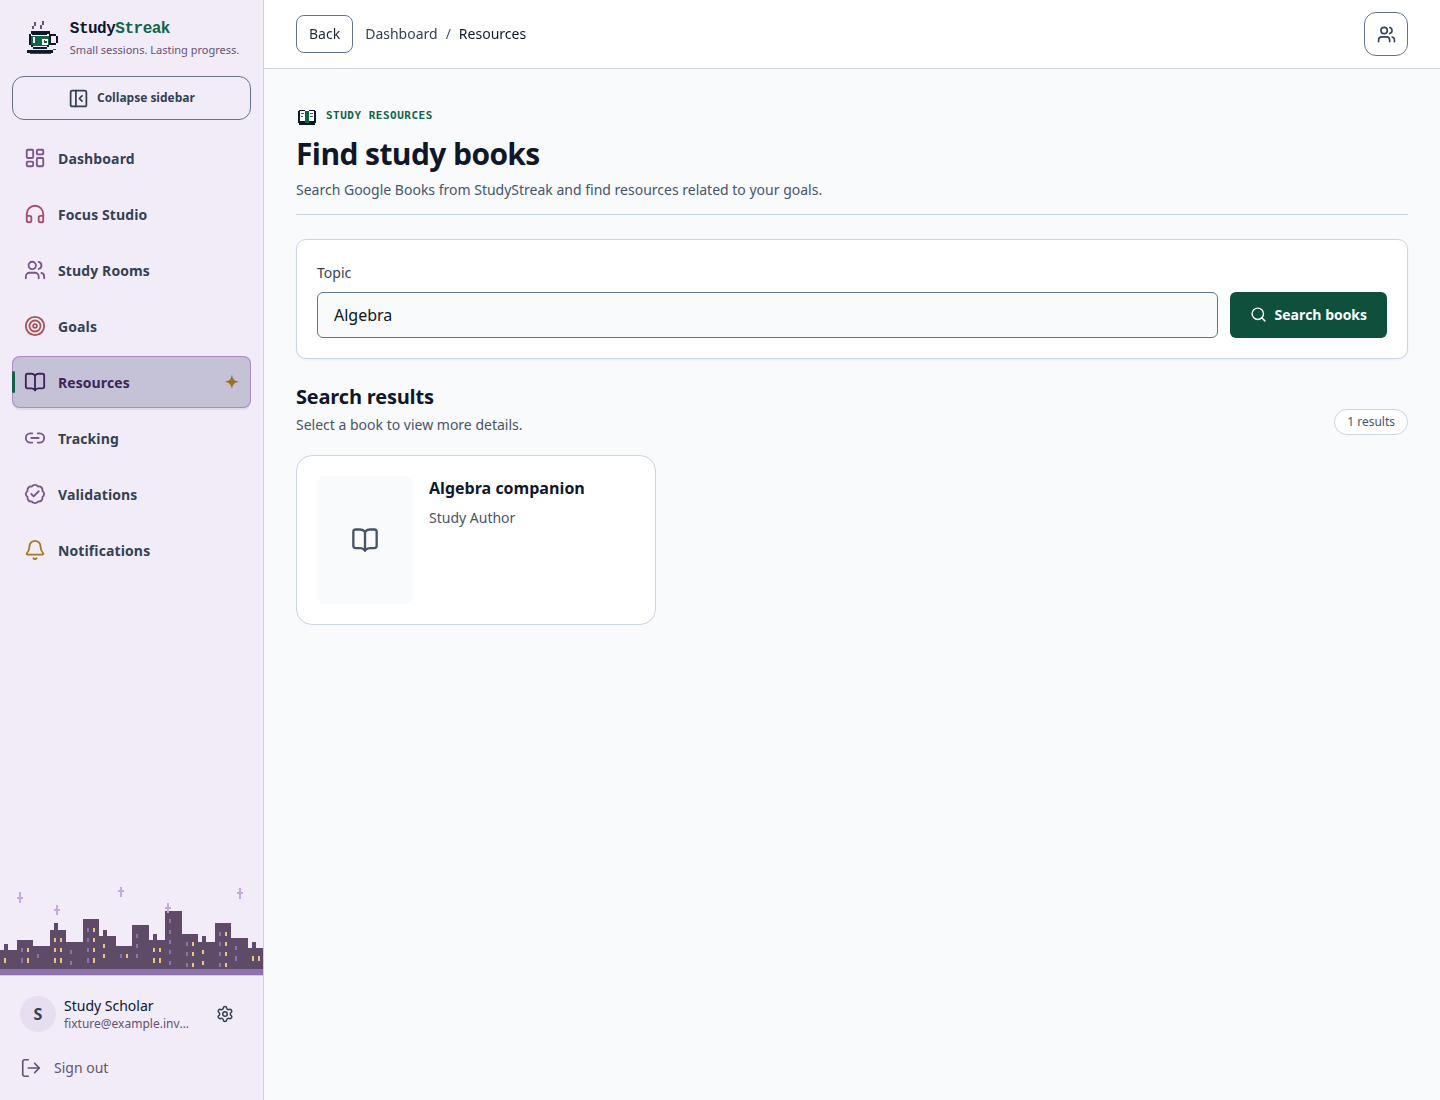 StudyStreak
Small sessions. Lasting progress.
Collapse sidebar
Dashboard
Focus Studio
Study Rooms
Goals
Resources
Tracking
Validations
Notifications
S
Study Scholar
fixture@example.inv...
Sign out
Back
Dashboard / Resources
STUDY RESOURCES
Find study books
Search Google Books from StudyStreak and find resources related to your goals.
Topic
Algebra
Search books
Search results
Select a book to view more details.
1 results
Algebra companion
Study Author